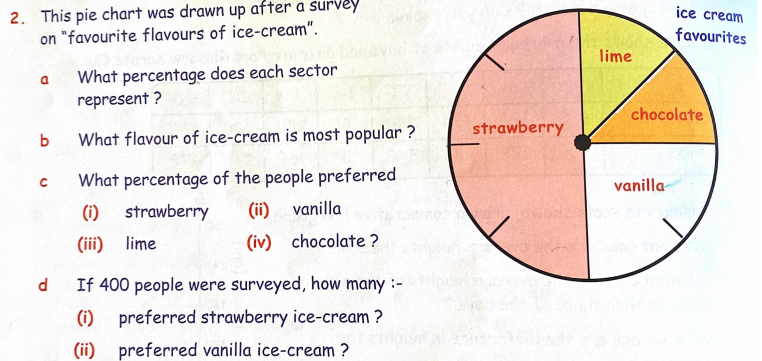 2. This pie chart was drawn up after a survey
on "favourite flavours of ice-cream".
a What percentage does each sector
represent ?
b What flavour of ice-cream is most popular ?
c What percentage of the people preferred
(i) strawberry (ii) vanilla
(iii) lime (iv) chocolate ?
d If 400 people were surveyed, how many :-
(i) preferred strawberry ice-cream ?
(ii) preferred vanilla ice-cream ?
ice cream
favourites
lime
chocolate
strawberry
vanilla